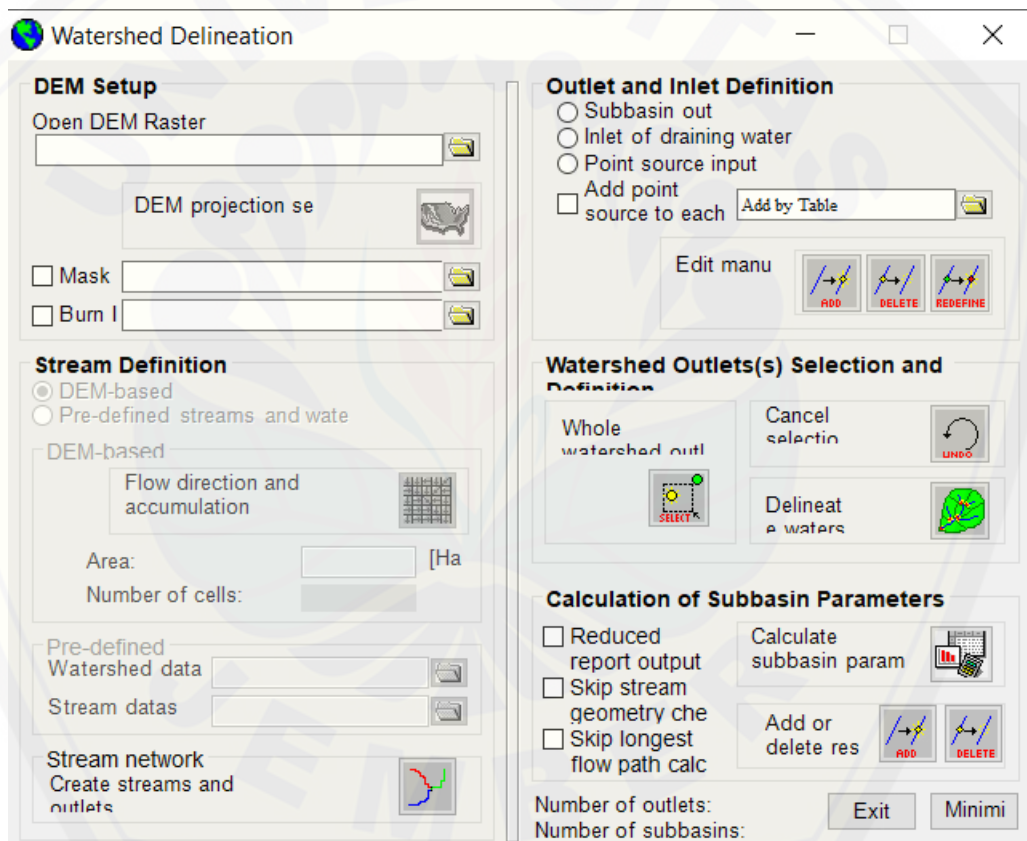 Watershed Delineation
DEM Setup
Open DEM Raster
DEM projection se
Mask
Burn I
Stream Definition
DEM-based
Pre-defined streams and wate
DEM-based
Flow direction and
accumulation
Area:
[Ha
Number of cells:
Pre-defined
Watershed data
Stream datas
Stream network
Create streams and
outlets
Outlet and Inlet Definition
Subbasin out
Inlet of draining water
Point source input
Add point
source to each
Add by Table
Edit manu
ADD
DELETE
REDEFINE
Watershed Outlets(s) Selection and
Definition
Whole
watershed outl
SELECT
Cancel
selectio
UNDO
Delineat
e waters
Calculation of Subbasin Parameters
Reduced
report output
Skip stream
geometry che
Skip longest
flow path calc
Calculate
subbasin param
Add or
delete res
ADD
DELETE
Number of outlets:
Number of subbasins:
Exit
Minimi